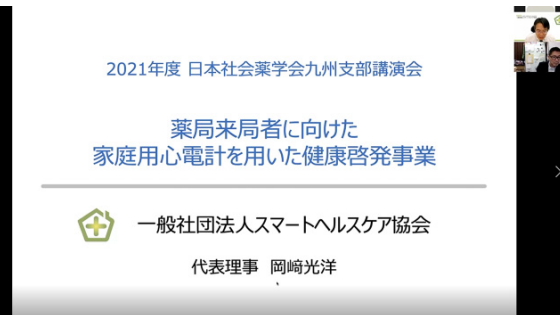 2021年度 日本社会薬学会九州支部講演会
薬局来局者に向けた
家庭用心電計を用いた健康啓発事業
一般社団法人スマートヘルスケア協会
代表理事 岡﨑光洋